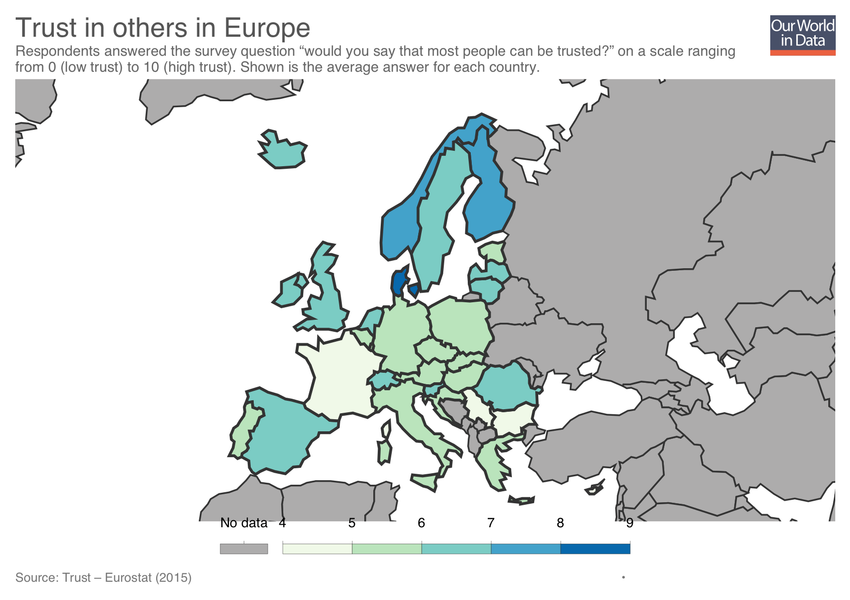 Trust in others in Europe
Our World
in Data
Respondents answered the survey question “would you say that most people can be trusted?” on a scale ranging
from 0 (low trust) to 10 (high trust). Shown is the average answer for each country.
No data 4 5 6 7 8 9
Source: Trust – Eurostat (2015)